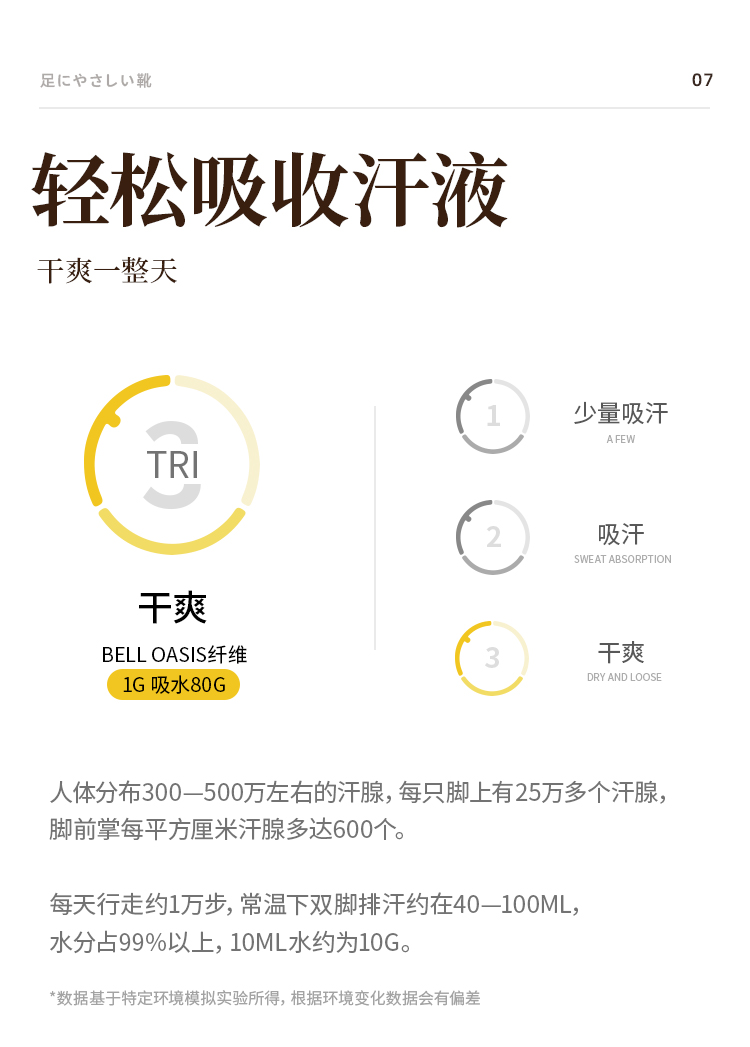 足にやさしい靴
07
轻松吸收汗液
干爽一整天
3
TRI
干爽
BELL OASIS纤维
1G 吸水80G
1
少量吸汗
A FEW
2
吸汗
SWEAT ABSORPTION
3
干爽
DRY AND LOOSE
人体分布300—500万左右的汗腺，每只脚上有25万多个汗腺，
脚前掌每平方厘米汗腺多达600个。
每天行走约1万步，常温下双脚排汗约在40—100ML，
水分占99%以上，10ML水约为10G。
*数据基于特定环境模拟实验所得，根据环境变化数据会有偏差